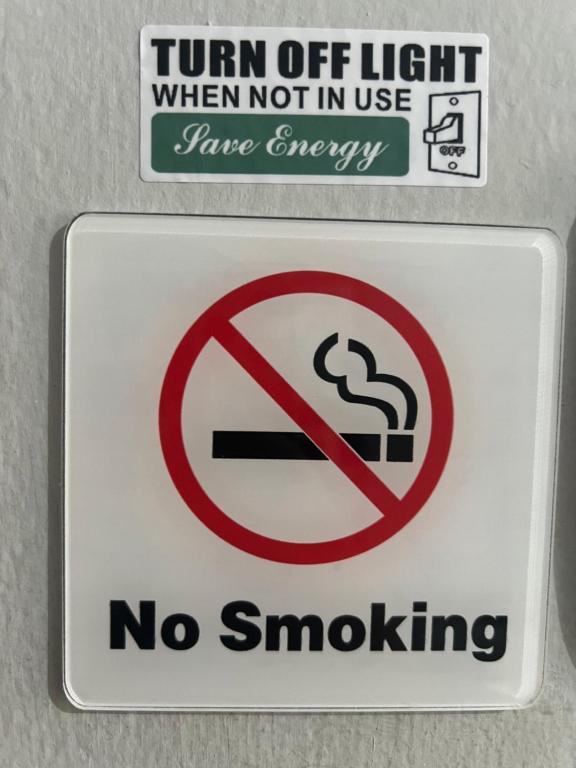 TURN OFF LIGHT
WHEN NOT IN USE
Save Energy
OFF
No Smoking